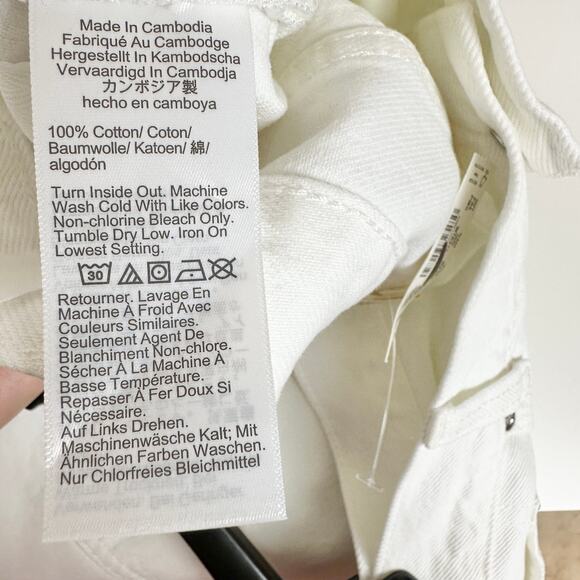 Made In Cambodia
Fabriqué Au Cambodge
Hergestellt In Kambodscha
Vervaardigd In Cambodja
カンボジア製
hecho en camboya
100% Cotton/ Coton/
Baumwolle/ Katoen/ 綿/
algodón
Turn Inside Out. Machine
Wash Cold With Like Colors.
Non-chlorine Bleach Only.
Tumble Dry Low. Iron On
Lowest Setting.
30
Retourner. Lavage En
Machine À Froid Avec
Couleurs Similaires.
Seulement Agent De
Blanchiment Non-chlore.
Sécher À La Machine À
Basse Température.
Repasser À Fer Doux Si
Nécessaire.
Auf Links Drehen.
Maschinenwäsche Kalt; Mit
Ähnlichen Farben Waschen.
Nur Chlorfreies Bleichmittel